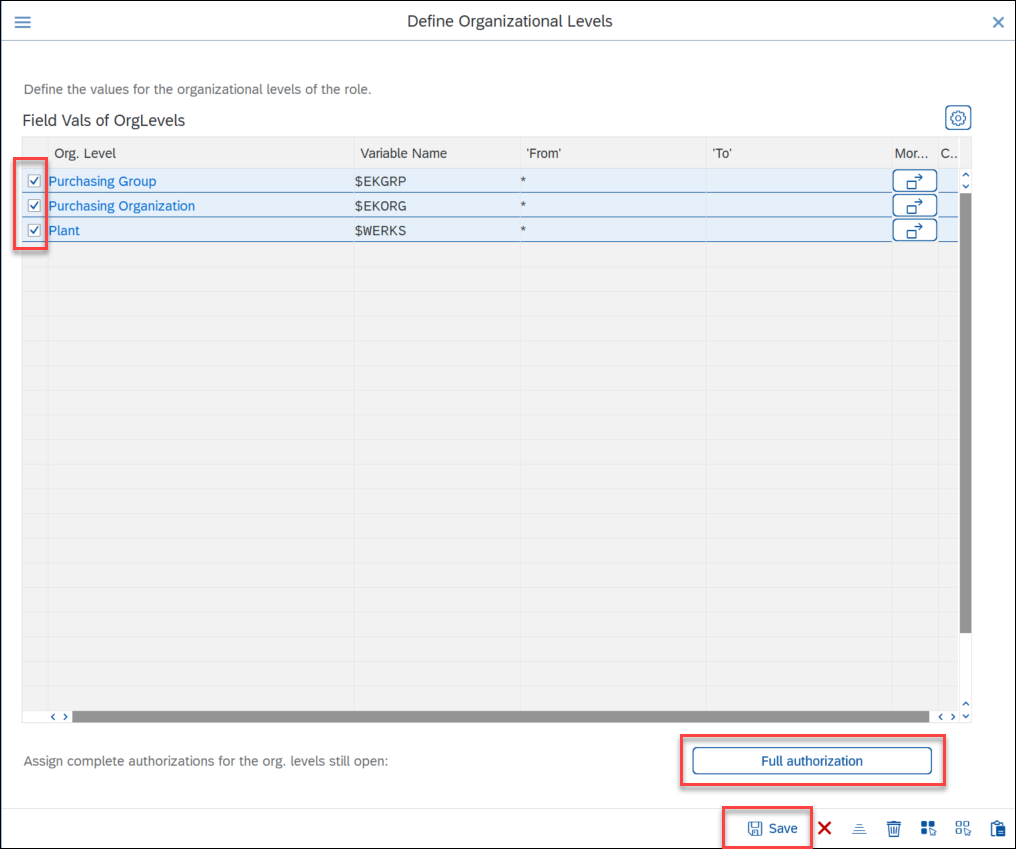 Define Organizational Levels
Define the values for the organizational levels of the role.
Field Vals of OrgLevels
Org. Level Variable Name 'From' 'To' Mor... C..
Purchasing Group $EKGRP *
Purchasing Organization $EKORG *
Plant $WERKS *
Assign complete authorizations for the org. levels still open: Full authorization
Save